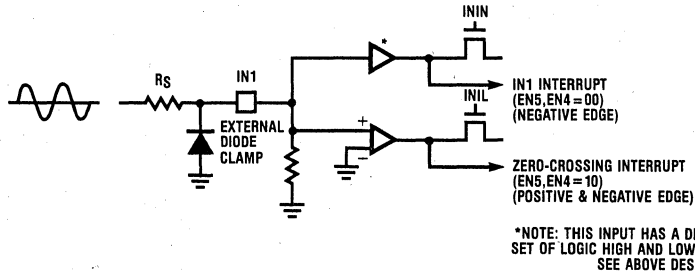 ININ
RS
IN1
*
IN1 INTERRUPT
(EN5,EN4=00)
(NEGATIVE EDGE)
INIL
EXTERNAL
DIODE
CLAMP
+
−
ZERO-CROSSING INTERRUPT
(EN5,EN4=10)
(POSITIVE & NEGATIVE EDGE)
*NOTE: THIS INPUT HAS A
SET OF LOGIC HIGH AND LOW
SEE ABOVE